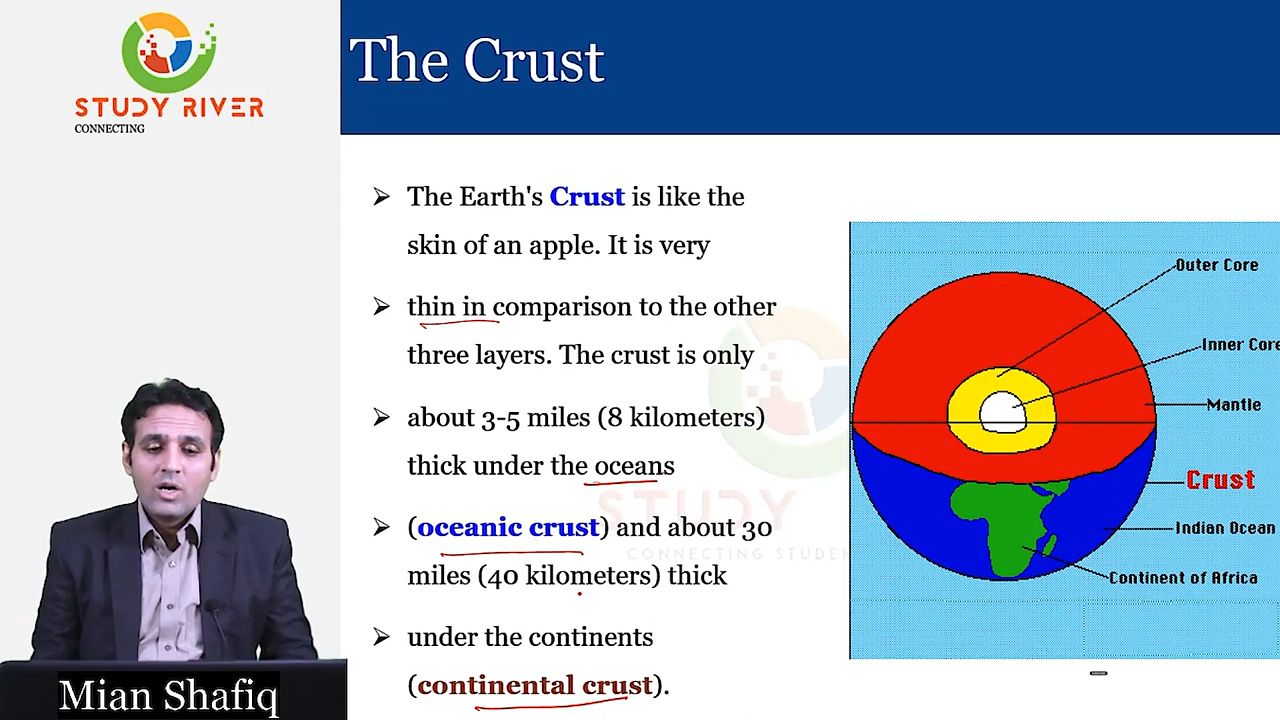 STUDY RIVER
CONNECTING
The Crust
➢ The Earth's Crust is like the
skin of an apple. It is very
➢ thin in comparison to the other
three layers. The crust is only
➢ about 3-5 miles (8 kilometers)
thick under the oceans
➢ (oceanic crust) and about 30
miles (40 kilometers) thick
➢ under the continents
(continental crust).
Outer Core
Inner Core
Mantle
Crust
Indian Ocean
Continent of Africa
STUDY
CONNECTING STUDEN
Mian Shafiq